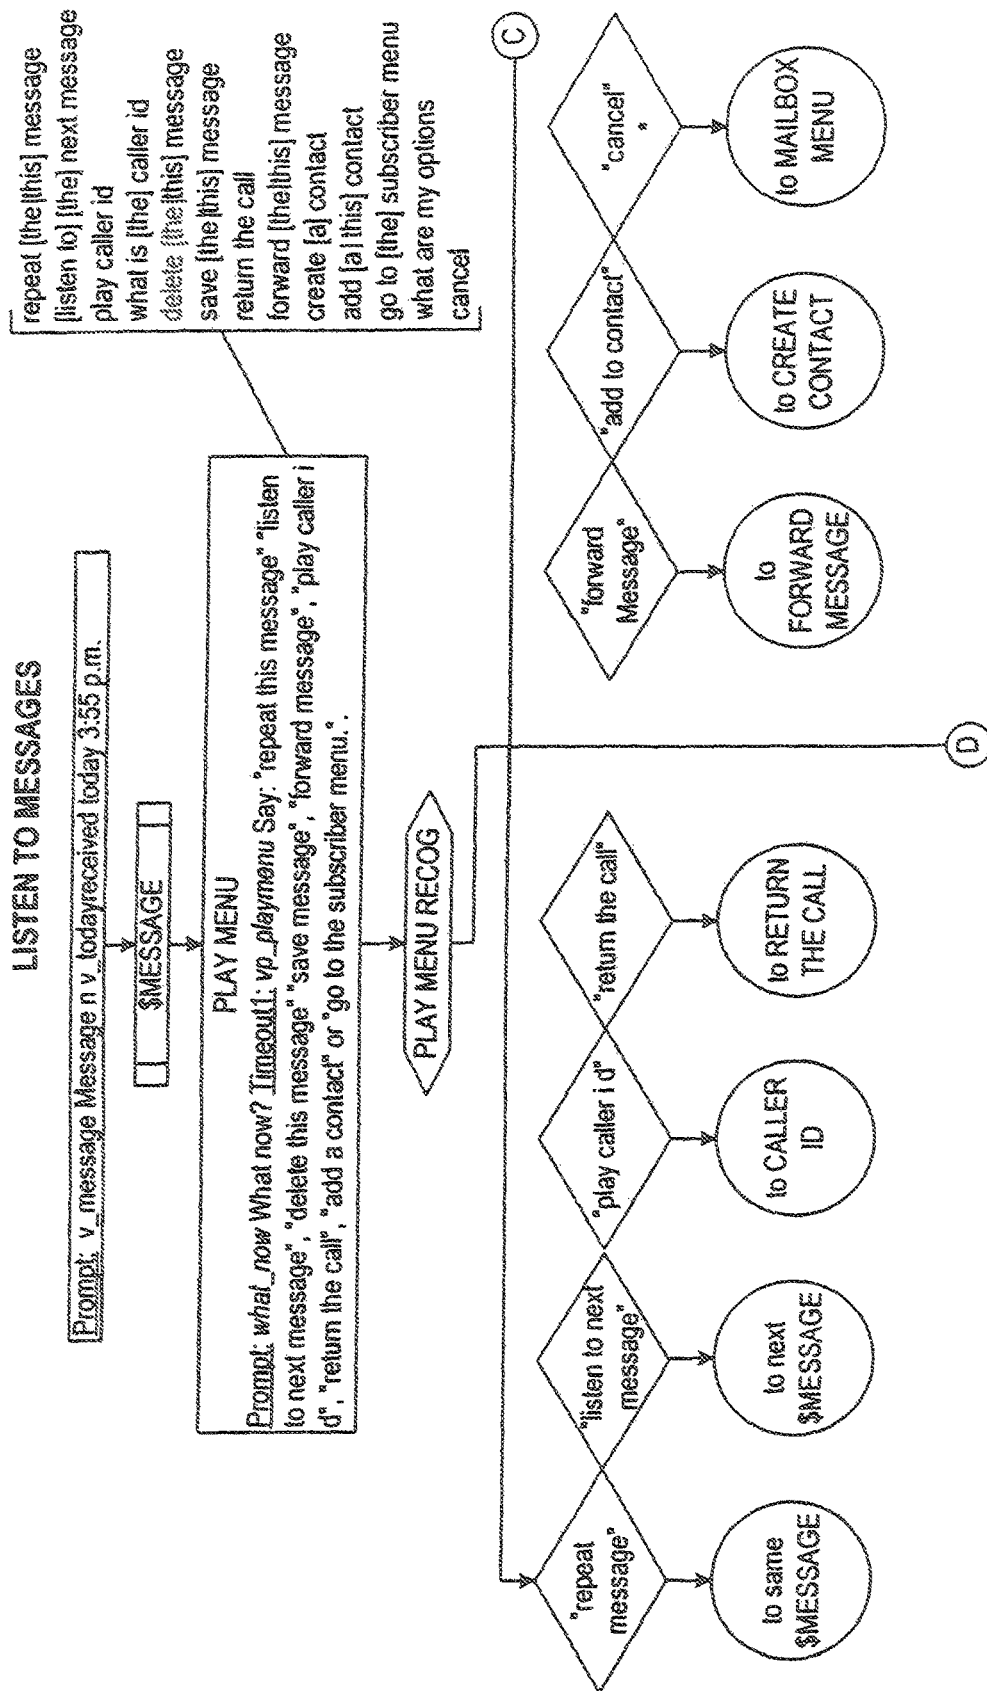 LISTEN TO MESSAGES
Prompt: v_message Message n v_todayreceived today 3:55 p.m.
$MESSAGE
PLAY MENU
Prompt: what_now What now? Timeout1: vp_playmenu Say: "repeat this message" "listen
to next message", "delete this message" "save message", "forward message", "play caller i
d", "return the call", "add a contact" or "go to the subscriber menu.".
repeat [the|this] message
[listen to] [the] next message
play caller id
what is [the] caller id
delete [the|this] message
save [the|this] message
return the call
forward [the|this] message
create [a] contact
add [a| this] contact
go to [the] subscriber menu
what are my options
cancel
PLAY MENU RECOG
C
"repeat
message"
"listen to next
message"
"play caller i d"
"return the call"
"forward
Message"
"add to contact"
"cancel"
*
to same
$MESSAGE
to next
$MESSAGE
to CALLER
ID
to RETURN
THE CALL
to
FORWARD
MESSAGE
to CREATE
CONTACT
to MAILBOX
MENU
D